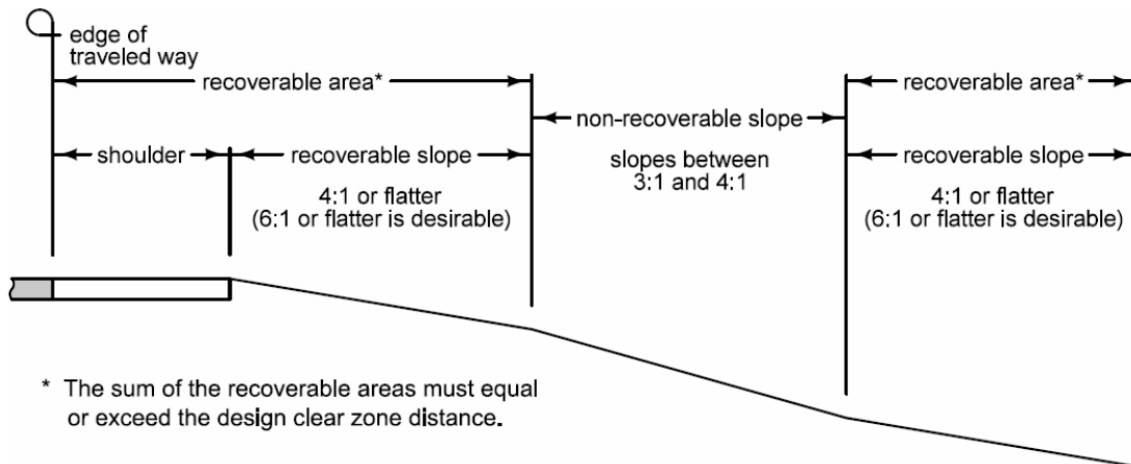 edge of
traveled way
recoverable area*
recoverable area*
non-recoverable slope
shoulder
recoverable slope
slopes between
3:1 and 4:1
recoverable slope
4:1 or flatter
(6:1 or flatter is desirable)
4:1 or flatter
(6:1 or flatter is desirable)
* The sum of the recoverable areas must equal
or exceed the design clear zone distance.